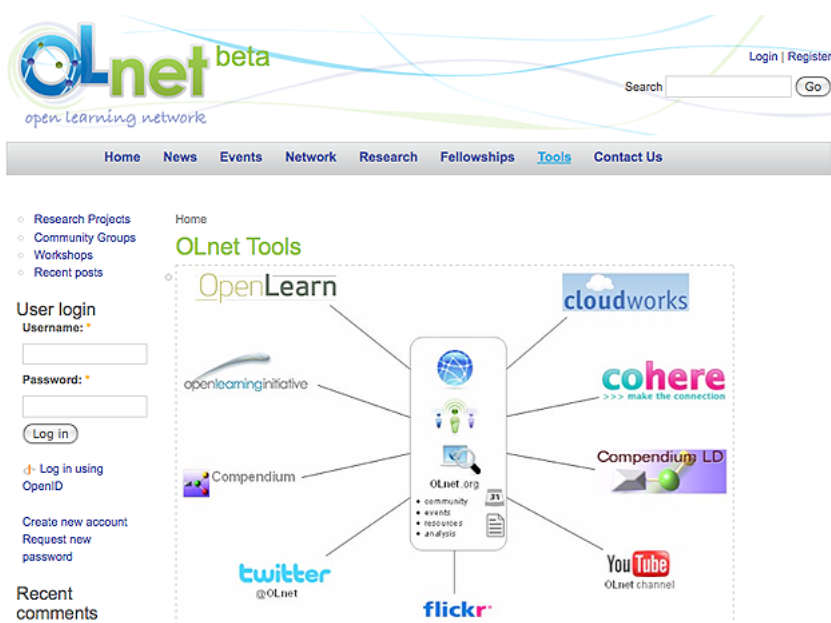 OLnet beta
open learning network
Login | Register
Search Go
Home News Events Network Research Fellowships Tools Contact Us
Research Projects
Community Groups
Workshops
Recent posts
User login
Username: *
Password: *
Log in
Log in using
OpenID
Create new account
Request new
password
Recent
comments
Home
OLnet Tools
OpenLearn
cloudworks
openlearninginitiative
cohere
>>> make the connection
Compendium
Compendium LD
OLnet.org
• community
• events
• resources
• analysis
31
twitter
@OLnet
flickr
YouTube
OLnet channel